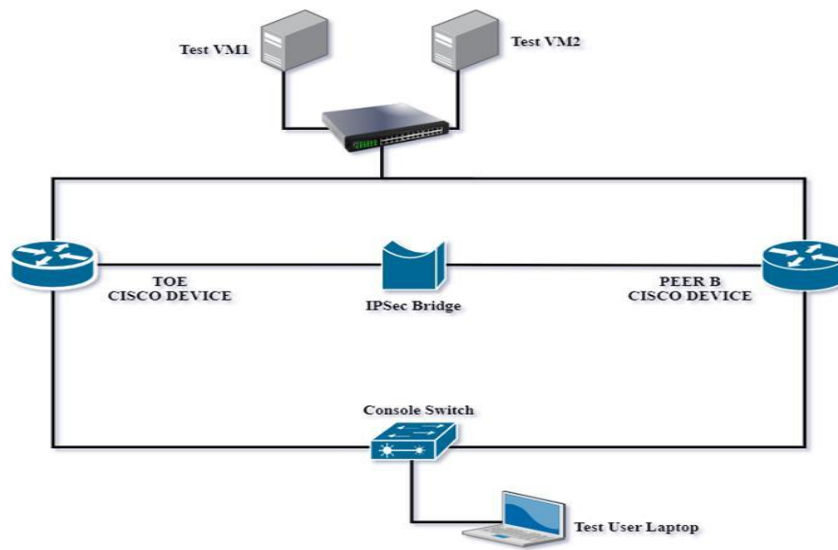 Test VM1
Test VM2
TOE
CISCO DEVICE
IPSec Bridge
PEER B
CISCO DEVICE
Console Switch
Test User Laptop